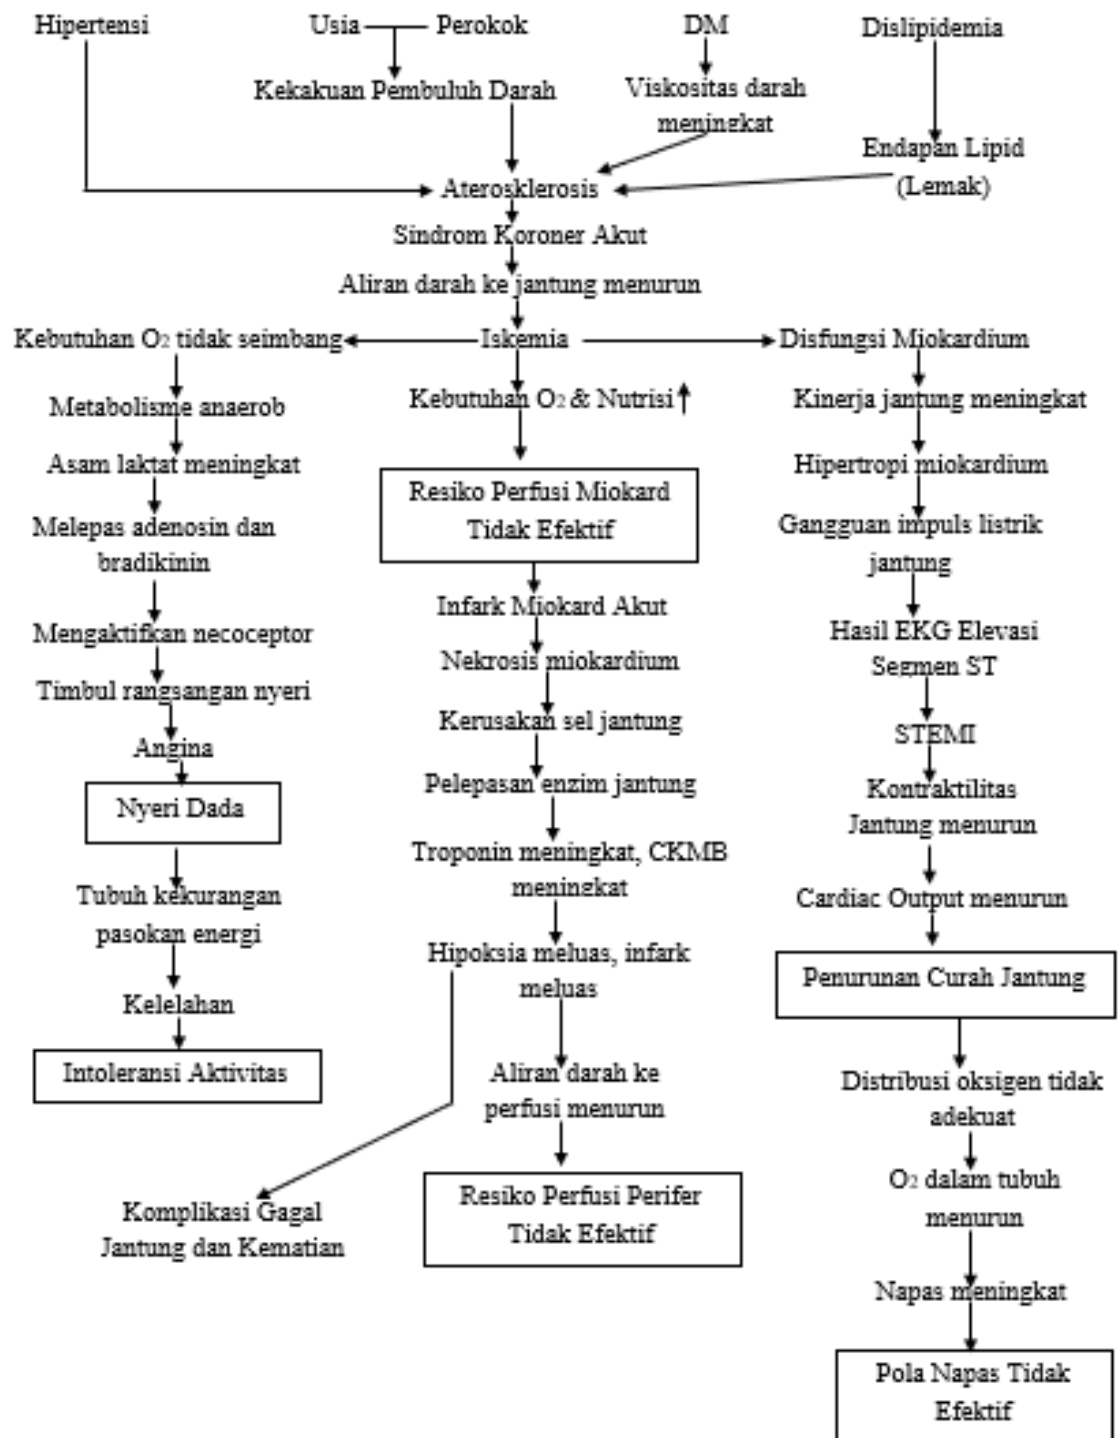 Hipertensi
Usia
Perokok
DM
Dislipidemia
Kekakuan Pembuluh Darah
Viskositas darah
meningkat
Endapan Lipid
(Lemak)
Aterosklerosis
Sindrom Koroner Akut
Aliran darah ke jantung menurun
Kebutuhan O2 tidak seimbang
Iskemia
Disfungsi Miokardium
Metabolisme anaerob
Asam laktat meningkat
Melepas adenosin dan
bradikinin
Mengaktifkan necoceptor
Timbul rangsangan nyeri
Angina
Nyeri Dada
Tubuh kekurangan
pasokan energi
Kelelahan
Intoleransi Aktivitas
Kebutuhan O2 & Nutrisi
Resiko Perfusi Miokard
Tidak Efektif
Infark Miokard Akut
Nekrosis miokardium
Kerusakan sel jantung
Pelepasan enzim jantung
Troponin meningkat, CKMB
meningkat
Hipoksia meluas, infark
meluas
Aliran darah ke
perfusi menurun
Resiko Perfusi Perifer
Tidak Efektif
Komplikasi Gagal
Jantung dan Kematian
Kinerja jantung meningkat
Hipertropi miokardium
Gangguan impuls listrik
jantung
Hasil EKG Elevasi
Segmen ST
STEMI
Kontraktilitas
Jantung menurun
Cardiac Output menurun
Penurunan Curah Jantung
Distribusi oksigen tidak
adekuat
O2 dalam tubuh
menurun
Napas meningkat
Pola Napas Tidak
Efektif